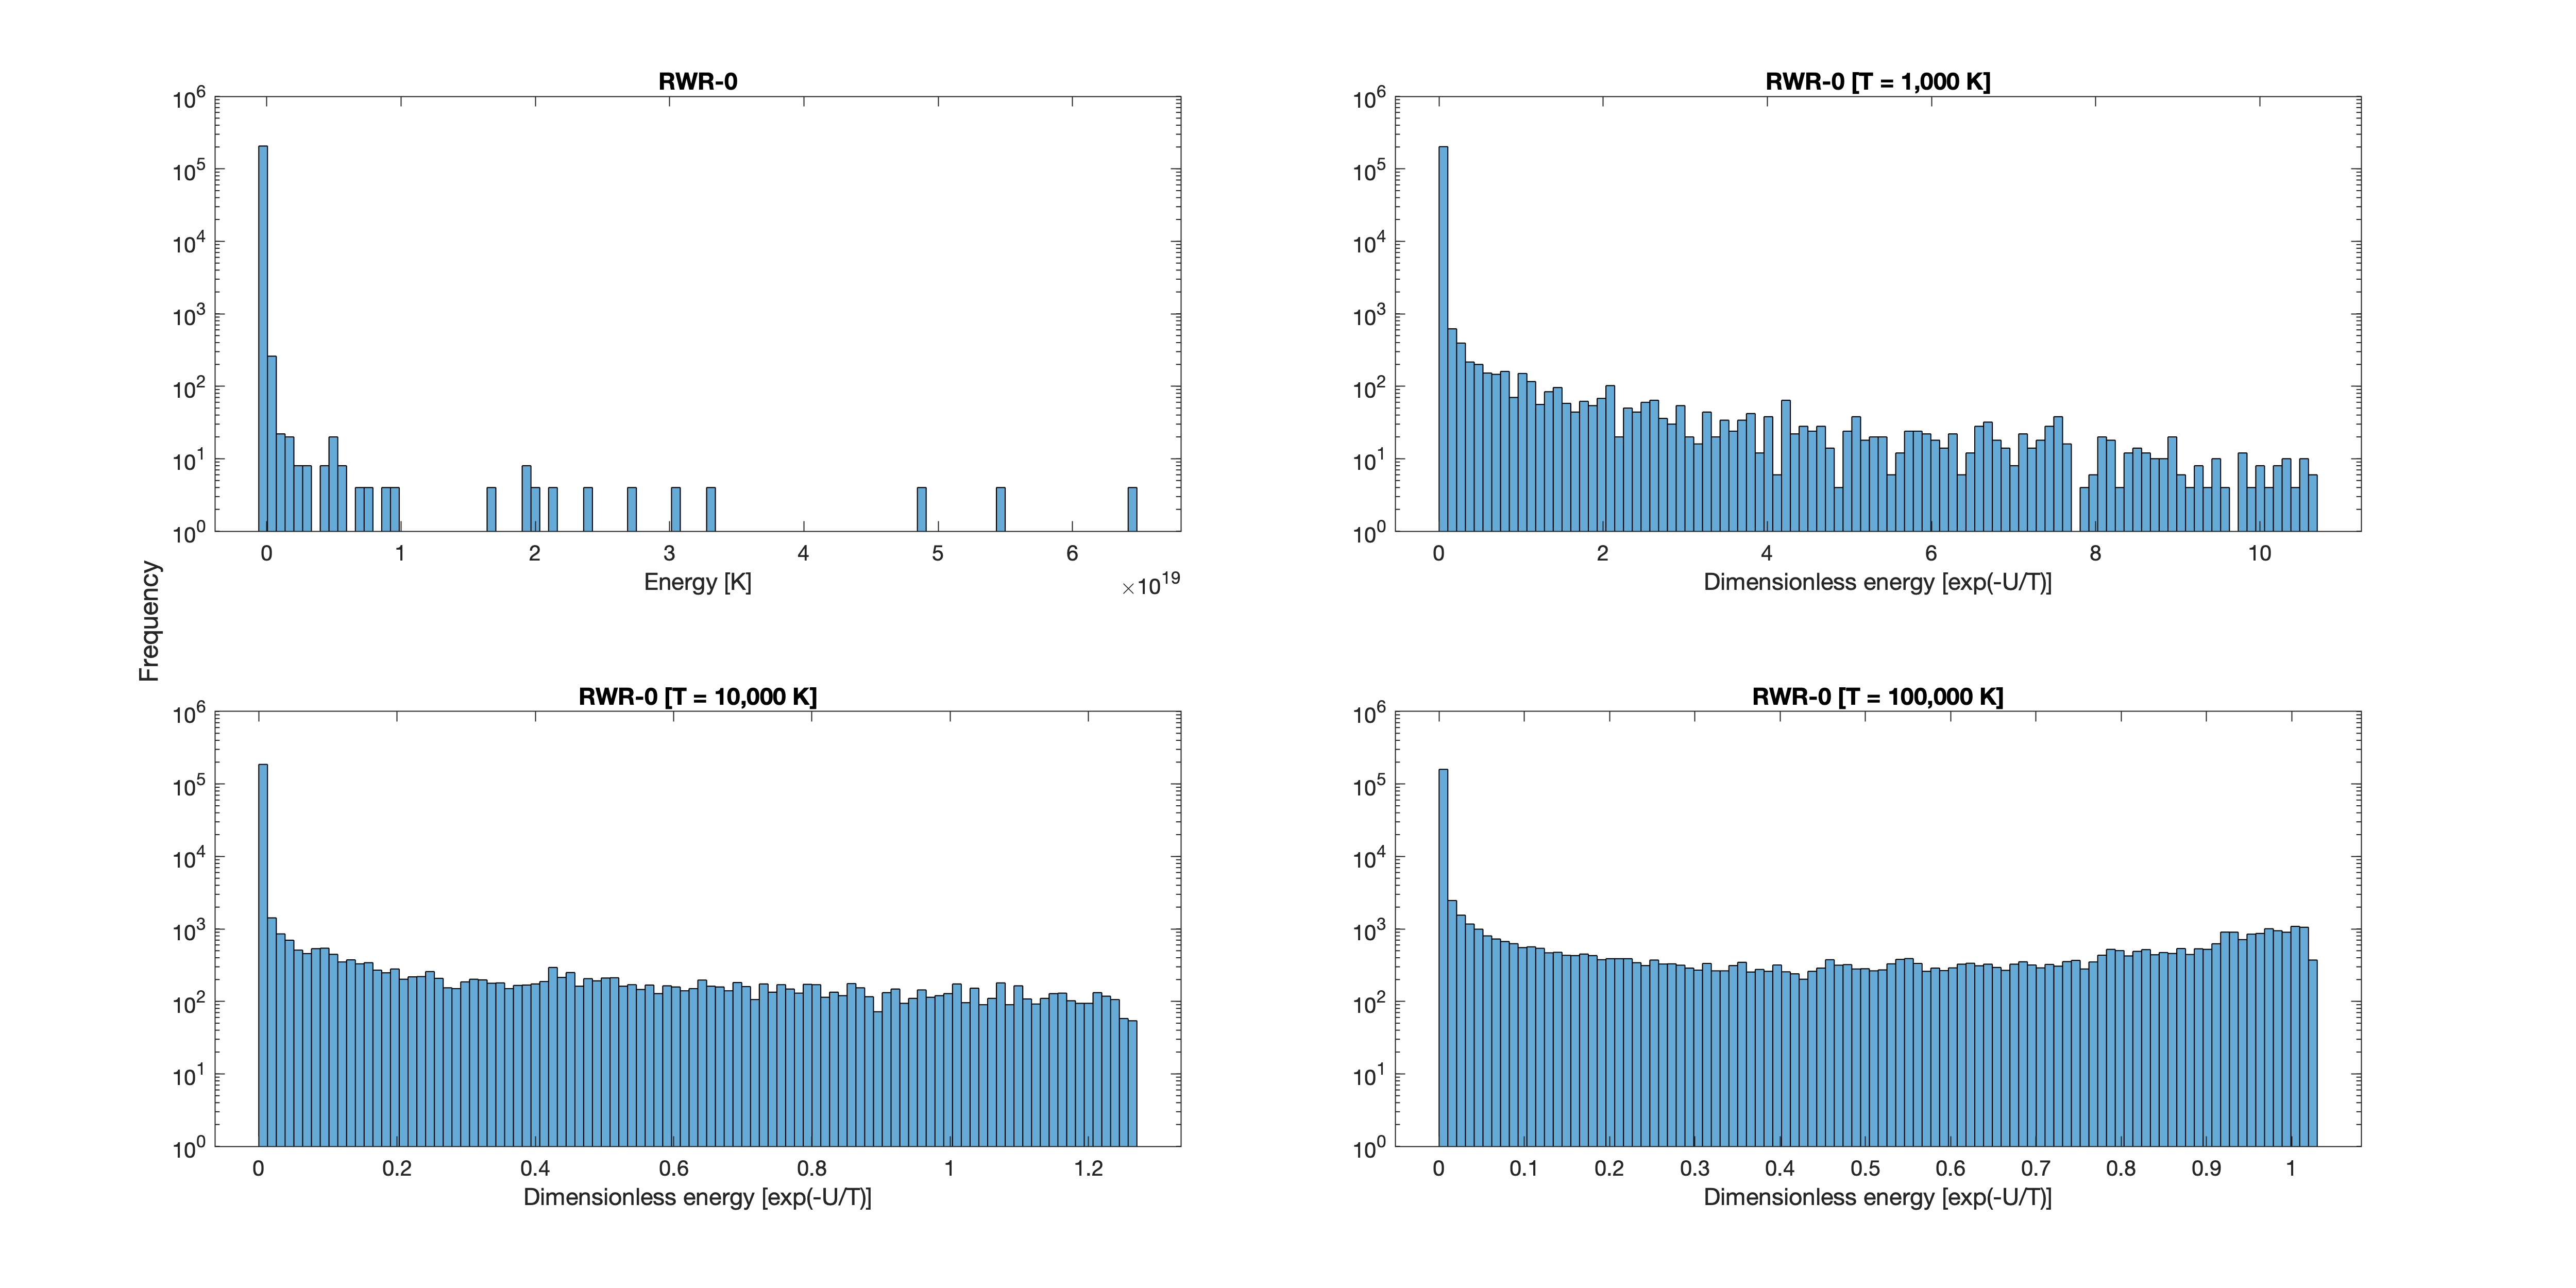 RWR-0
10^6
10^5
10^4
10^3
10^2
10^1
10^0
0 1 2 3 4 5 6
Energy [K]
×10^19
RWR-0 [T = 1,000 K]
10^6
10^5
10^4
10^3
10^2
10^1
10^0
0 2 4 6 8 10
Dimensionless energy [exp(-U/T)]
Frequency
RWR-0 [T = 10,000 K]
10^6
10^5
10^4
10^3
10^2
10^1
10^0
0 0.2 0.4 0.6 0.8 1 1.2
Dimensionless energy [exp(-U/T)]
RWR-0 [T = 100,000 K]
10^6
10^5
10^4
10^3
10^2
10^1
10^0
0 0.1 0.2 0.3 0.4 0.5 0.6 0.7 0.8 0.9 1
Dimensionless energy [exp(-U/T)]